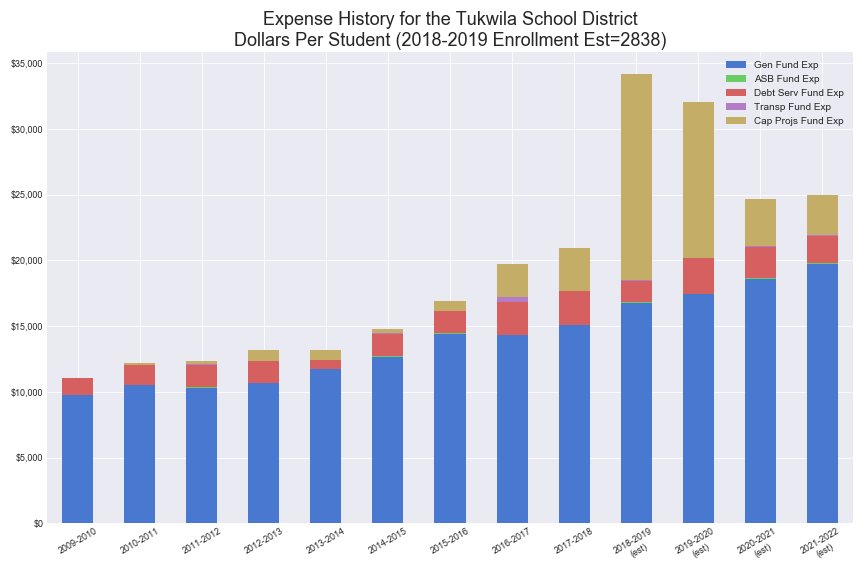 Expense History for the Tukwila School District
Dollars Per Student (2018-2019 Enrollment Est=2838)
Gen Fund Exp
ASB Fund Exp
Debt Serv Fund Exp
Transp Fund Exp
Cap Projs Fund Exp
$35,000
$30,000
$25,000
$20,000
$15,000
$10,000
$5,000
$0
2009-2010
2010-2011
2011-2012
2012-2013
2013-2014
2014-2015
2015-2016
2016-2017
2017-2018
2018-2019
(est)
2019-2020
(est)
2020-2021
(est)
2021-2022
(est)